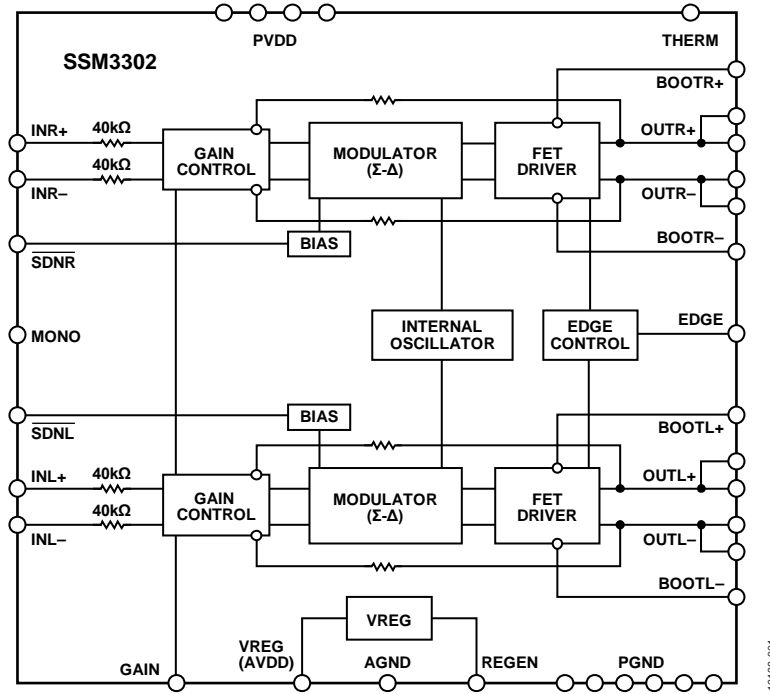 PVDD
THERM
SSM3302
BOOTR+
INR+
40kΩ
GAIN
CONTROL
MODULATOR
(Σ-Δ)
FET
DRIVER
OUTR+
INR–
40kΩ
OUTR–
BIAS
BOOTR–
SDNR
MONO
INTERNAL
OSCILLATOR
EDGE
CONTROL
EDGE
SDNL
BIAS
BOOTL+
INL+
40kΩ
GAIN
CONTROL
MODULATOR
(Σ-Δ)
FET
DRIVER
OUTL+
INL–
40kΩ
OUTL–
BOOTL–
VREG
GAIN
VREG
(AVDD)
AGND
REGEN
PGND